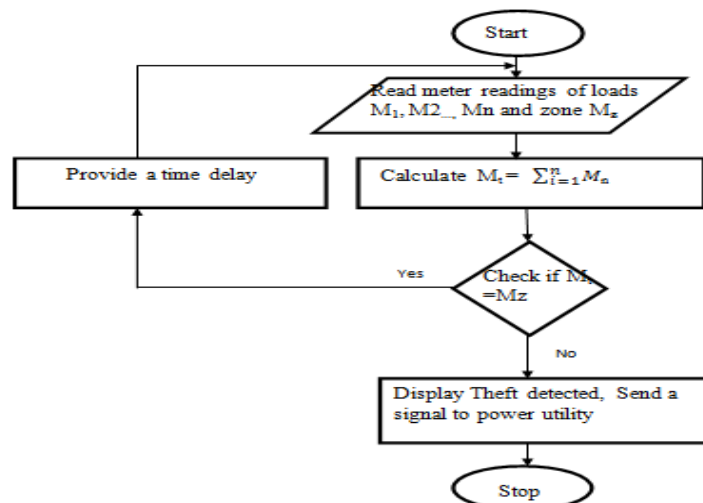 Start
Read meter readings of loads
M₁, M2..., Mn and zone Mz
Provide a time delay
Calculate Mt = ∑ⁿᵢ₌₁ Mn
Yes
Check if Mt
=Mz
No
Display Theft detected, Send a
signal to power utility
Stop